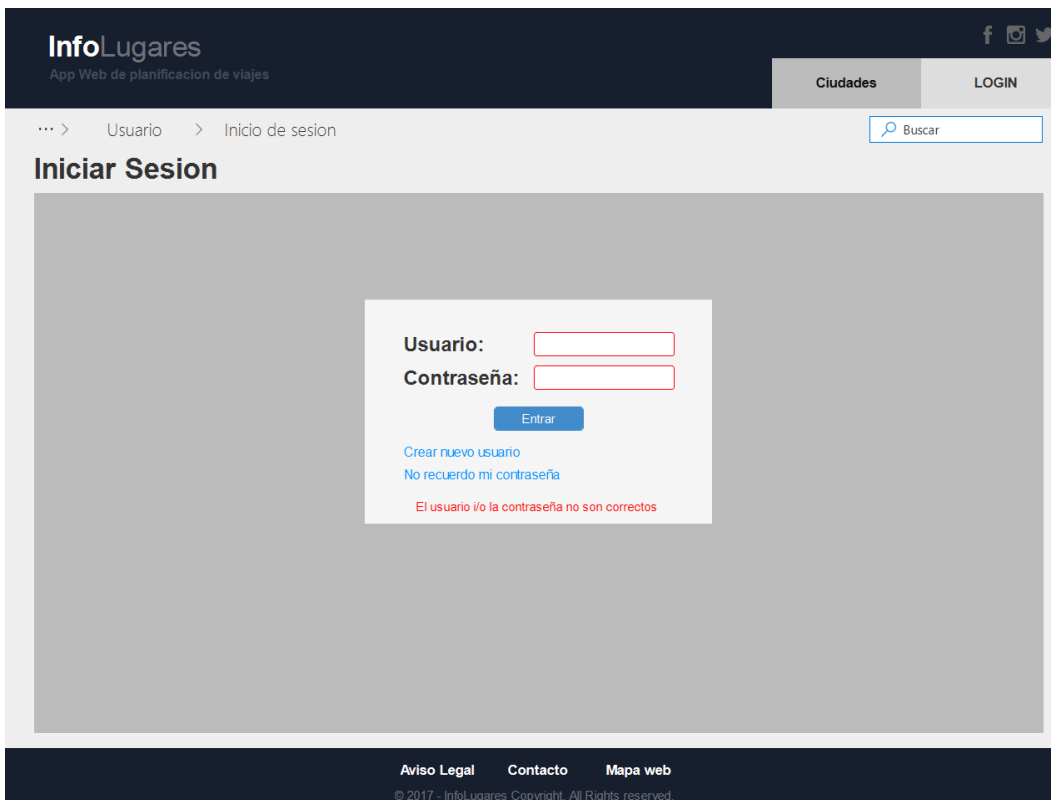 InfoLugares
App Web de planificacion de viajes
Ciudades LOGIN
··· > Usuario > Inicio de sesion
Buscar
Iniciar Sesion
Usuario:
Contraseña:
Entrar
Crear nuevo usuario
No recuerdo mi contraseña
El usuario i/o la contraseña no son correctos
Aviso Legal Contacto Mapa web
© 2017 - InfoLugares Copyright. All Rights reserved.